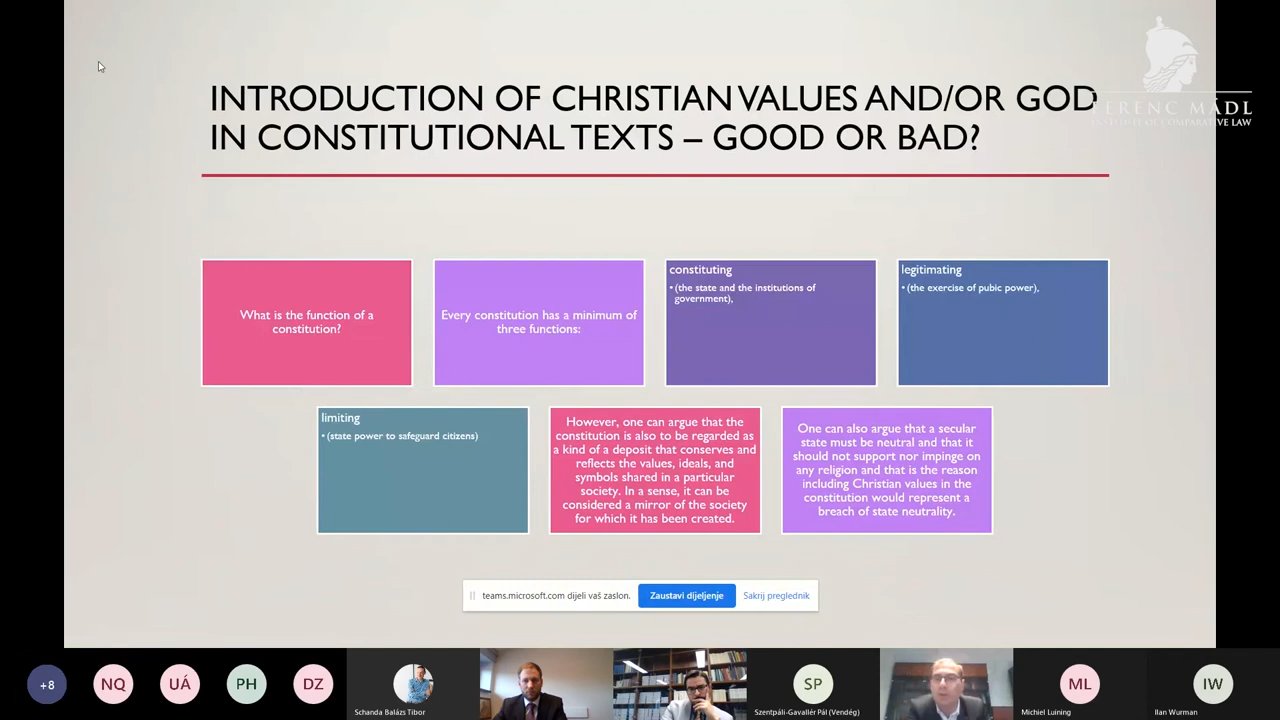 INTRODUCTION OF CHRISTIAN VALUES AND/OR GOD
IN CONSTITUTIONAL TEXTS – GOOD OR BAD?
FERENC MÁDL
INSTITUTE OF COMPARATIVE LAW
What is the function of a
constitution?
Every constitution has a minimum of
three functions:
constituting
• (the state and the institutions of
government),
legitimating
• (the exercise of pubic power),
limiting
• (state power to safeguard citizens)
However, one can argue that the
constitution is also to be regarded as
a kind of a deposit that conserves and
reflects the values, ideals, and
symbols shared in a particular
society. In a sense, it can be
considered a mirror of the society
for which it has been created.
One can also argue that a secular
state must be neutral and that it
should not support nor impinge on
any religion and that is the reason
including Christian values in the
constitution would represent a
breach of state neutrality.
teams.microsoft.com dijeli vaš zaslon.
Zaustavi dijeljenje
Sakrij preglednik
+8
NQ
UÁ
PH
DZ
Schanda Balázs Tibor
SP
Szentpáli-Gavallér Pál (Vendég)
ML
Michiel Luining
IW
Ilan Wurman